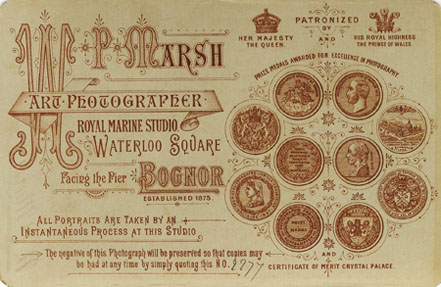 W. P. MARSH
ART PHOTOGRAPHER
ROYAL MARINE STUDIO
WATERLOO SQUARE
Facing the Pier
BOGNOR
ESTABLISHED 1875.
ALL PORTRAITS ARE TAKEN BY AN
INSTANTANEOUS PROCESS AT THIS STUDIO
The negative of this Photograph will be preserved so that copies may
be had at any time by simply quoting this NO.
PATRONIZED
BY
HER MAJESTY
THE QUEEN.
AND
HIS ROYAL HIGHNESS
THE PRINCE OF WALES.
PRIZE MEDALS AWARDED FOR EXCELLENCE IN PHOTOGRAPHY
PRIZE
MEDALS
AND
CERTIFICATE OF MERIT CRYSTAL PALACE.